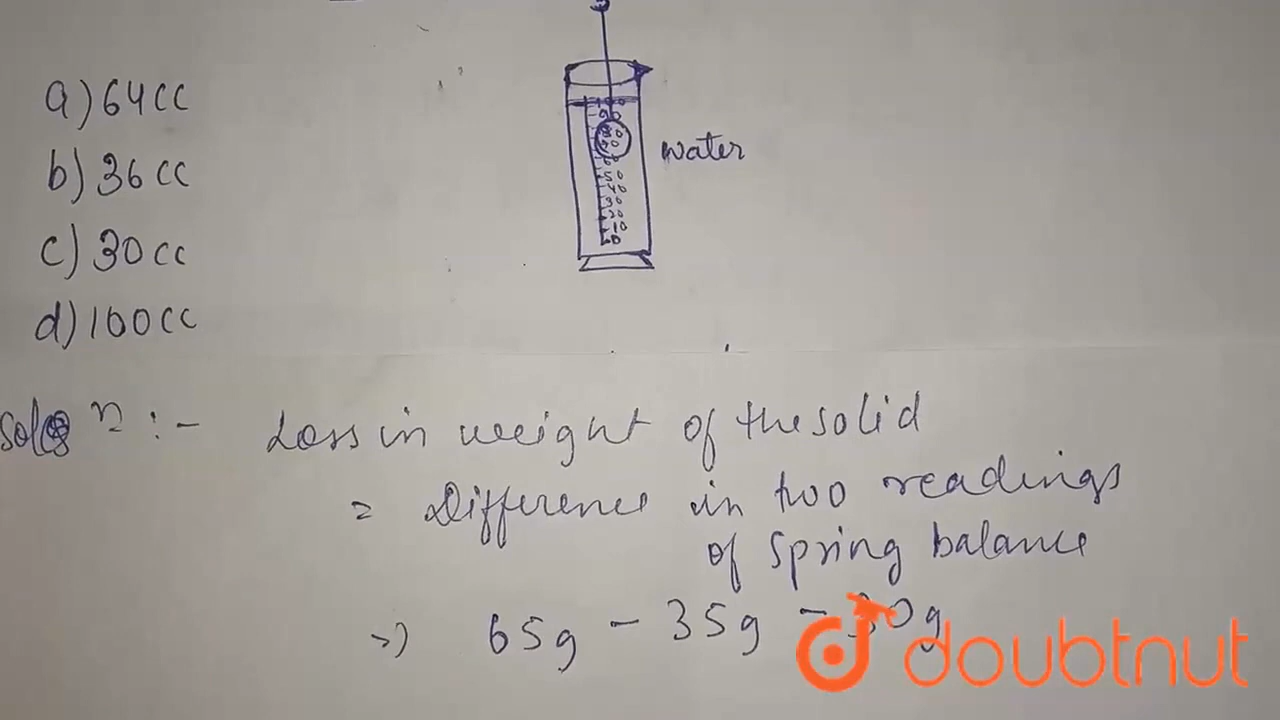 a) 64cc
b) 36cc
c) 30cc
d) 100cc
water
Soln :- Loss in weight of the solid
= Difference in two readings
of spring balance
=> 65g - 35g - 30g
doubtnut